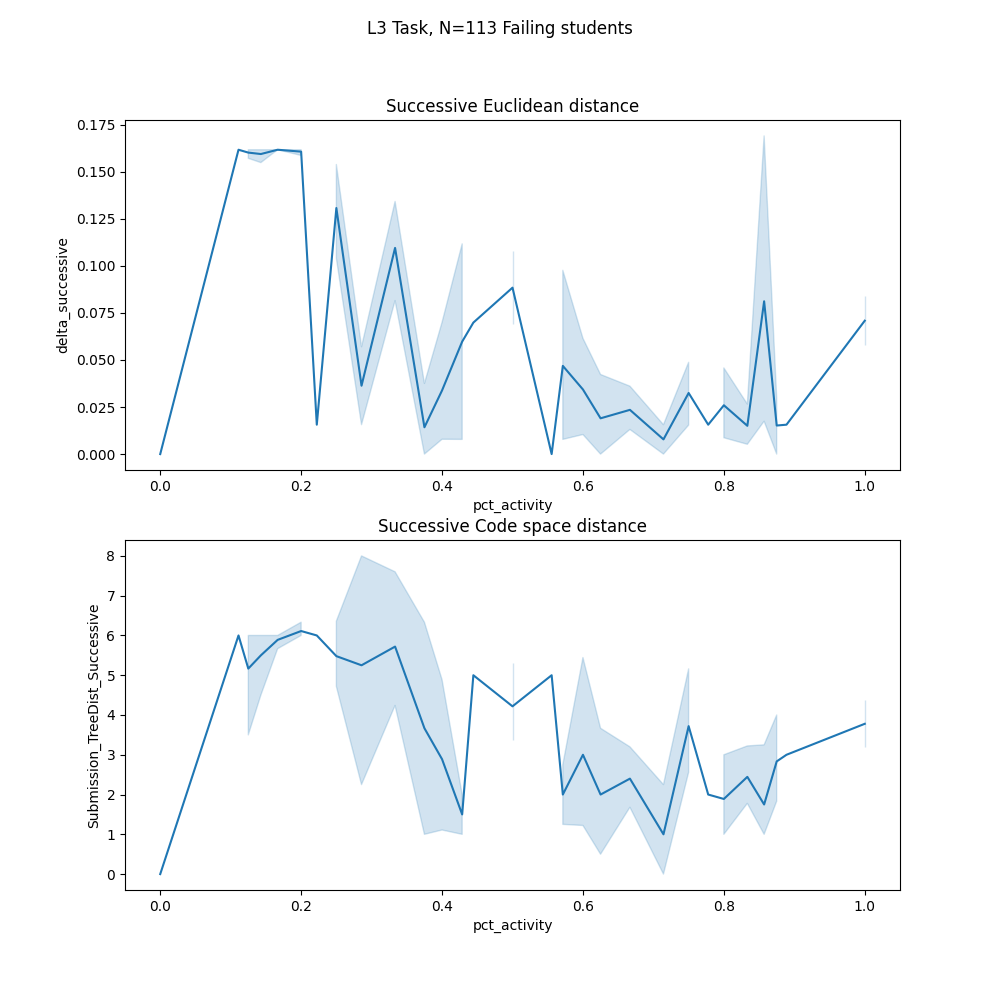 L3 Task, N=113 Failing students
Successive Euclidean distance
0.175
0.150
0.125
0.100
0.075
0.050
0.025
0.000
delta_successive
0.0 0.2 0.4 0.6 0.8 1.0
pct_activity
Successive Code space distance
8
7
6
5
4
3
2
1
0
Submission_TreeDist_Successive
0.0 0.2 0.4 0.6 0.8 1.0
pct_activity